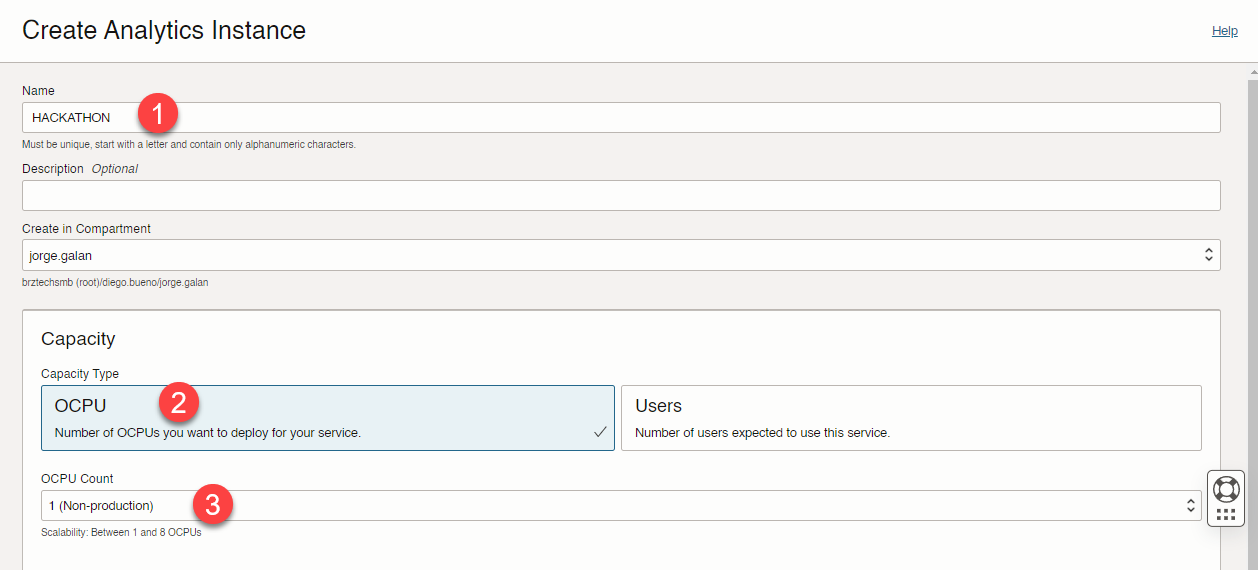 Create Analytics Instance
Help
Name
HACKATHON
1
Must be unique, start with a letter and contain only alphanumeric characters.
Description Optional
Create in Compartment
jorge.galan
brztechsmb (root)/diego.bueno/jorge.galan
Capacity
Capacity Type
OCPU
2
Number of OCPUs you want to deploy for your service.
Users
Number of users expected to use this service.
OCPU Count
1 (Non-production)
3
Scalability: Between 1 and 8 OCPUs